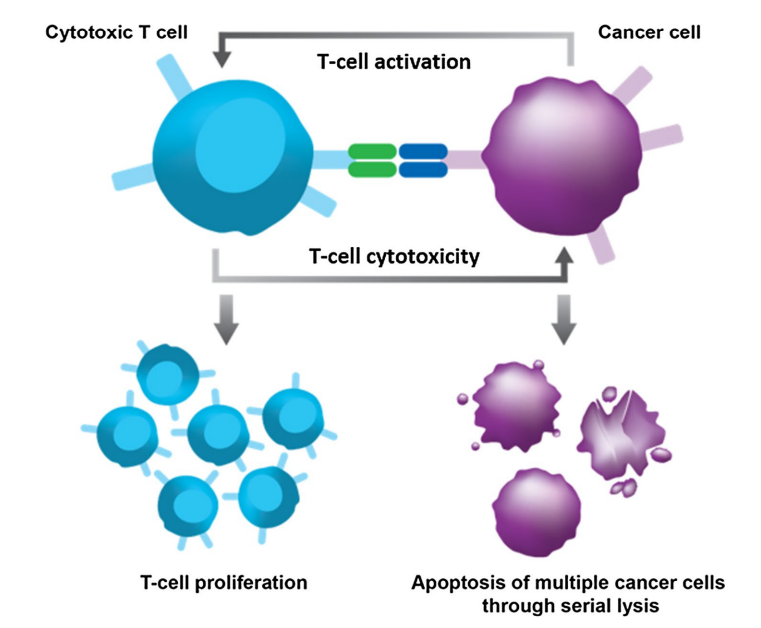 Cytotoxic T cell
Cancer cell
T-cell activation
T-cell cytotoxicity
T-cell proliferation
Apoptosis of multiple cancer cells
through serial lysis